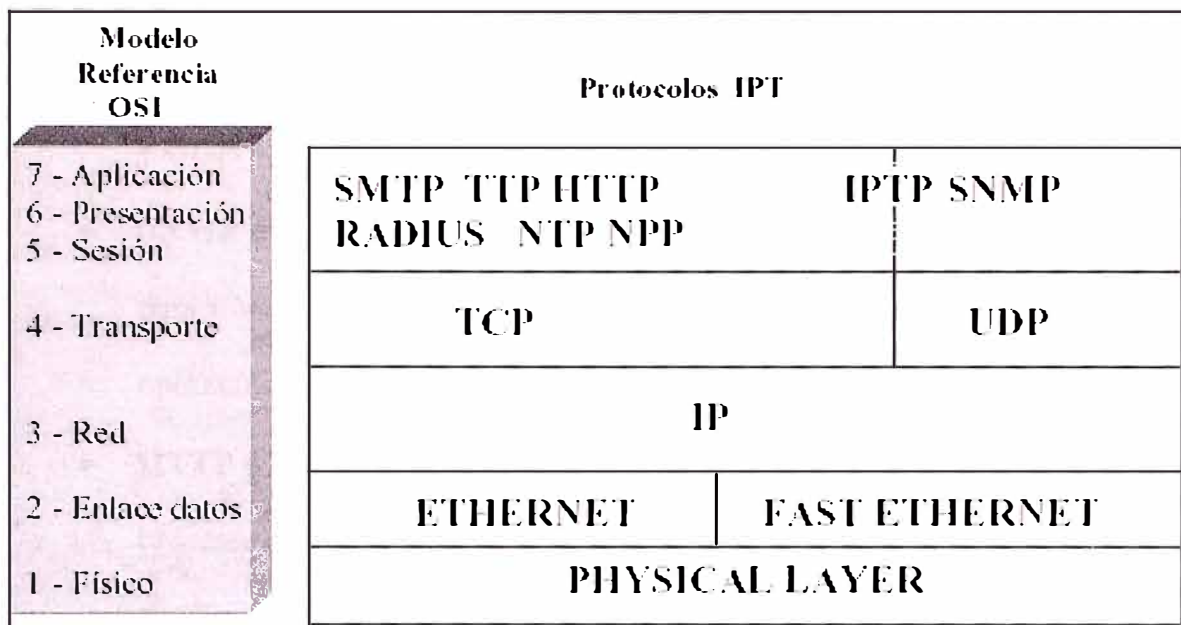 Modelo
Referencia
OSI
Protocolos IPT
7 - Aplicación
6 - Presentación
5 - Sesión
4 - Transporte
3 - Red
2 - Enlace datos
1 - Físico
SMTP TTP HTTP IPTP SNMP
RADIUS NTP NPP
TCP UDP
IP
ETHERNET FAST ETHERNET
PHYSICAL LAYER